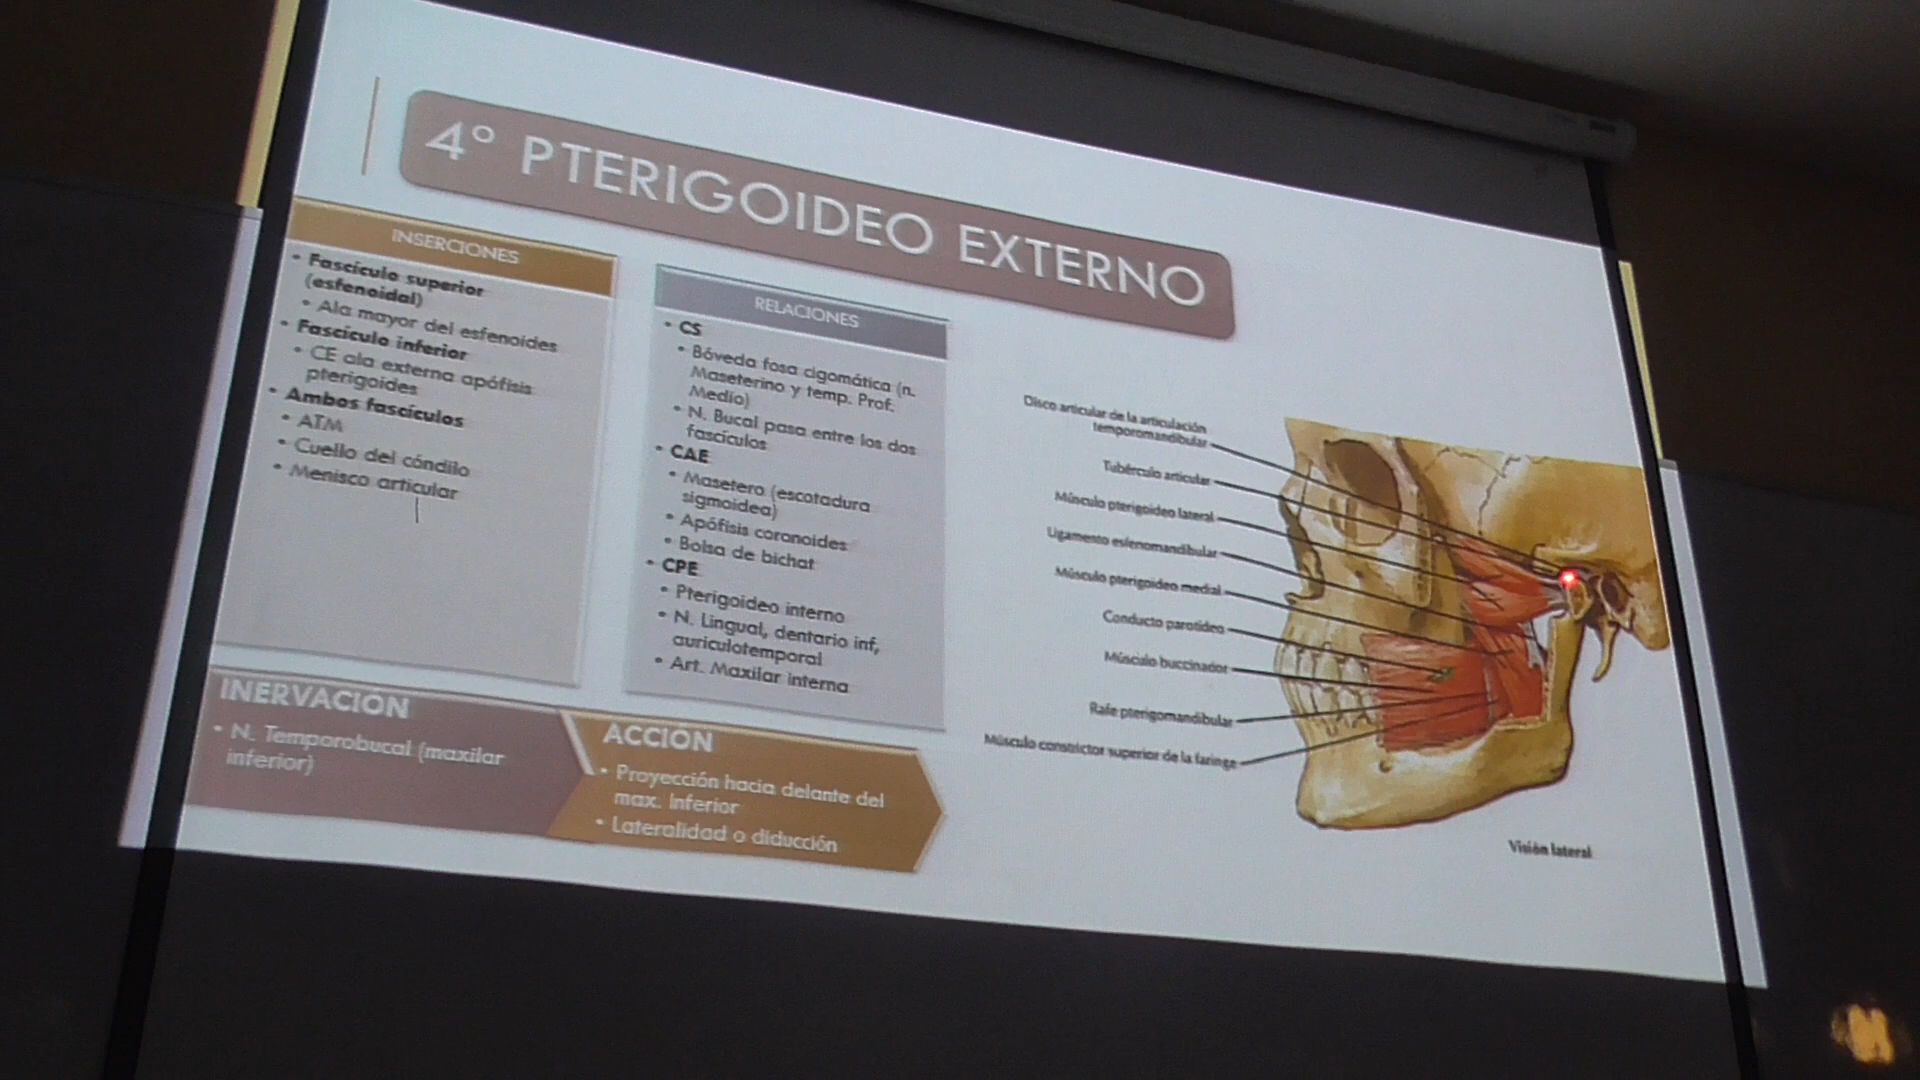 4º PTERIGOIDEO EXTERNO
INSERCIONES
• Fascículo superior
(esfenoidal)
• Ala mayor del esfenoides
• Fascículo inferior
• CE ala externa apófisis
pterigoides
• Ambos fascículos
• ATM
• Cuello del cóndilo
• Menisco articular
RELACIONES
• CS
• Bóveda fosa cigomática (n.
Maseterino y temp. Prof.
Medio)
• N. Bucal pasa entre los dos
fascículos
• CAE
• Masetero (escotadura
sigmoidea)
• Apófisis coronoides
• Bolsa de bichat
• CPE
• Pterigoideo interno
• N. Lingual, dentario inf,
auriculotemporal
• Art. Maxilar interna
INERVACIÓN
• N. Temporobucal (maxilar
inferior)
ACCIÓN
• Proyección hacia delante del
max. Inferior
• Lateralidad o diducción
Disco articular de la articulación
temporomandibular
Tubérculo articular
Músculo pterigoideo lateral
Ligamento esfenomandibular
Músculo pterigoideo medial
Conducto parotídeo
Músculo buccinador
Rafe pterigomandibular
Músculo constrictor superior de la faringe
Visión lateral